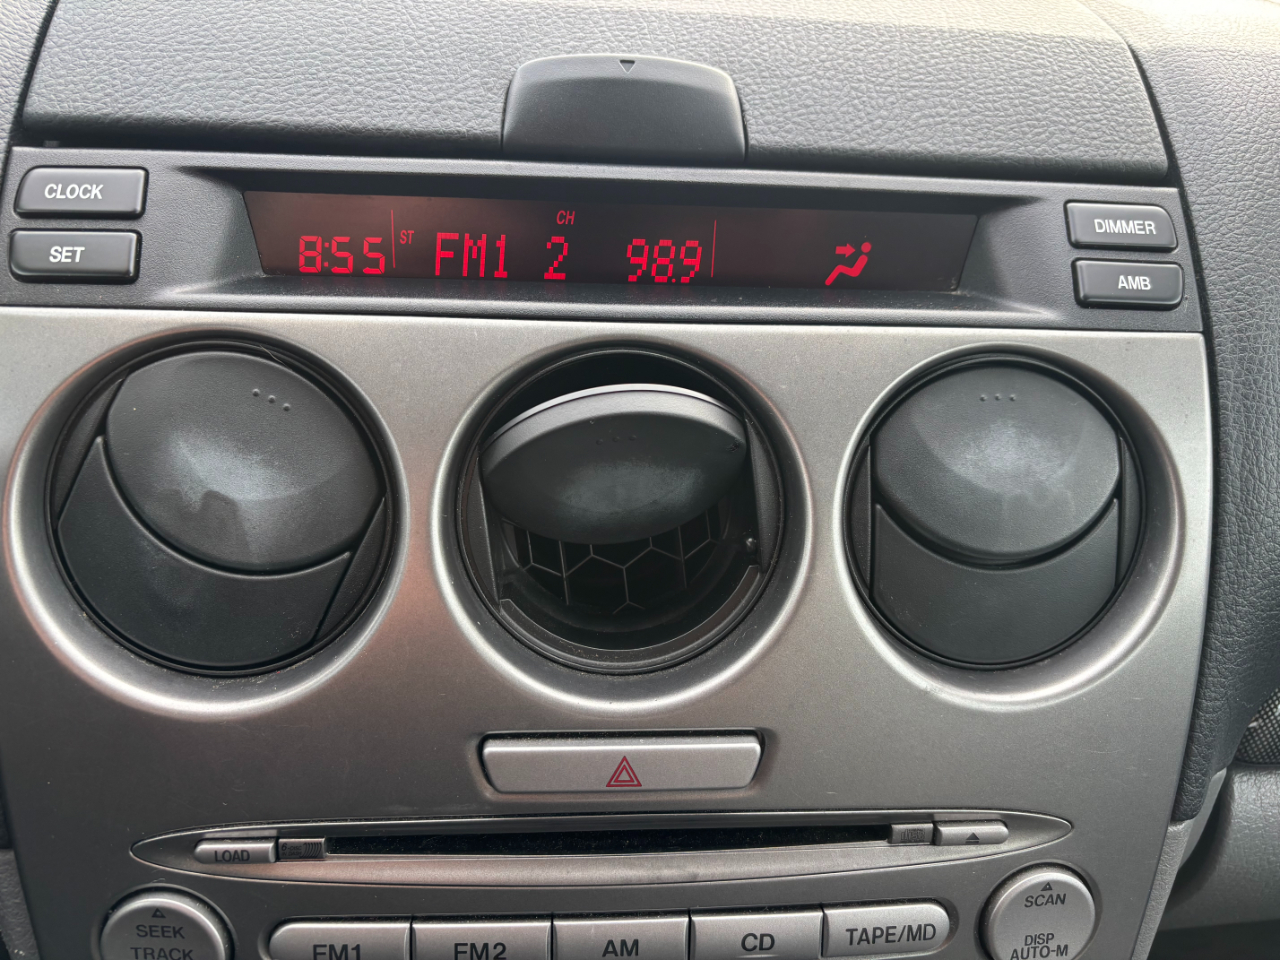 CLOCK
SET
8:55
ST
FM1
CH
2
98.9
DIMMER
AMB
LOAD
SEEK
TRACK
FM1
FM2
AM
CD
TAPE/MD
SCAN
DISP
AUTO-M